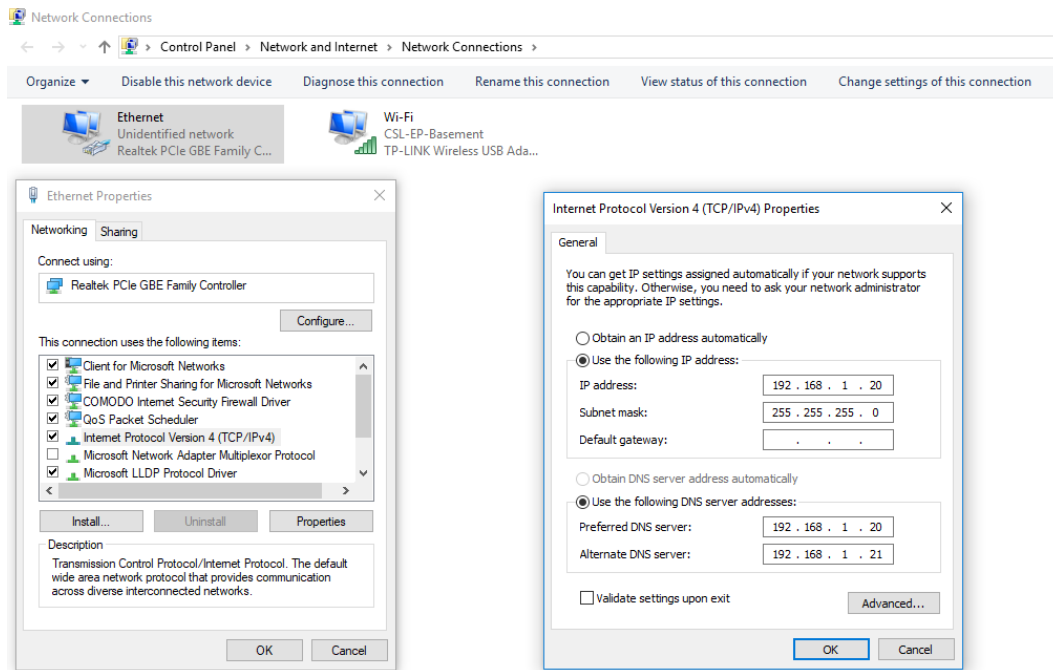 Network Connections
Control Panel > Network and Internet > Network Connections >
Organize Disable this network device Diagnose this connection Rename this connection View status of this connection Change settings of this connection
Ethernet
Unidentified network
Realtek PCIe GBE Family C...
Wi-Fi
CSL-EP-Basement
TP-LINK Wireless USB Ada...
Ethernet Properties
Networking Sharing
Connect using:
Realtek PCIe GBE Family Controller
Configure...
This connection uses the following items:
Client for Microsoft Networks
File and Printer Sharing for Microsoft Networks
COMODO Internet Security Firewall Driver
QoS Packet Scheduler
Internet Protocol Version 4 (TCP/IPv4)
Microsoft Network Adapter Multiplexor Protocol
Microsoft LLDP Protocol Driver
Install... Uninstall Properties
Description
Transmission Control Protocol/Internet Protocol. The default
wide area network protocol that provides communication
across diverse interconnected networks.
OK Cancel
Internet Protocol Version 4 (TCP/IPv4) Properties
General
You can get IP settings assigned automatically if your network supports
this capability. Otherwise, you need to ask your network administrator
for the appropriate IP settings.
Obtain an IP address automatically
Use the following IP address:
IP address: 192 . 168 . 1 . 20
Subnet mask: 255 . 255 . 255 . 0
Default gateway: . . .
Obtain DNS server address automatically
Use the following DNS server addresses:
Preferred DNS server: 192 . 168 . 1 . 20
Alternate DNS server: 192 . 168 . 1 . 21
Validate settings upon exit
Advanced...
OK Cancel